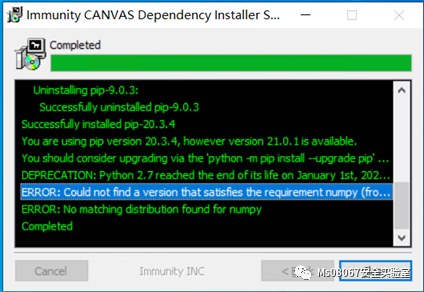 Immunity CANVAS Dependency Installer S...
Completed
Uninstalling pip-9.0.3:
Successfully uninstalled pip-9.0.3
Successfully installed pip-20.3.4
You are using pip version 20.3.4, however version 21.0.1 is available.
You should consider upgrading via the 'python -m pip install --upgrade pip' ...
DEPRECATION: Python 2.7 reached the end of its life on January 1st, 202...
ERROR: Could not find a version that satisfies the requirement numpy (fro...
ERROR: No matching distribution found for numpy
Completed
Cancel
Immunity INC
Ms08067安全实验室